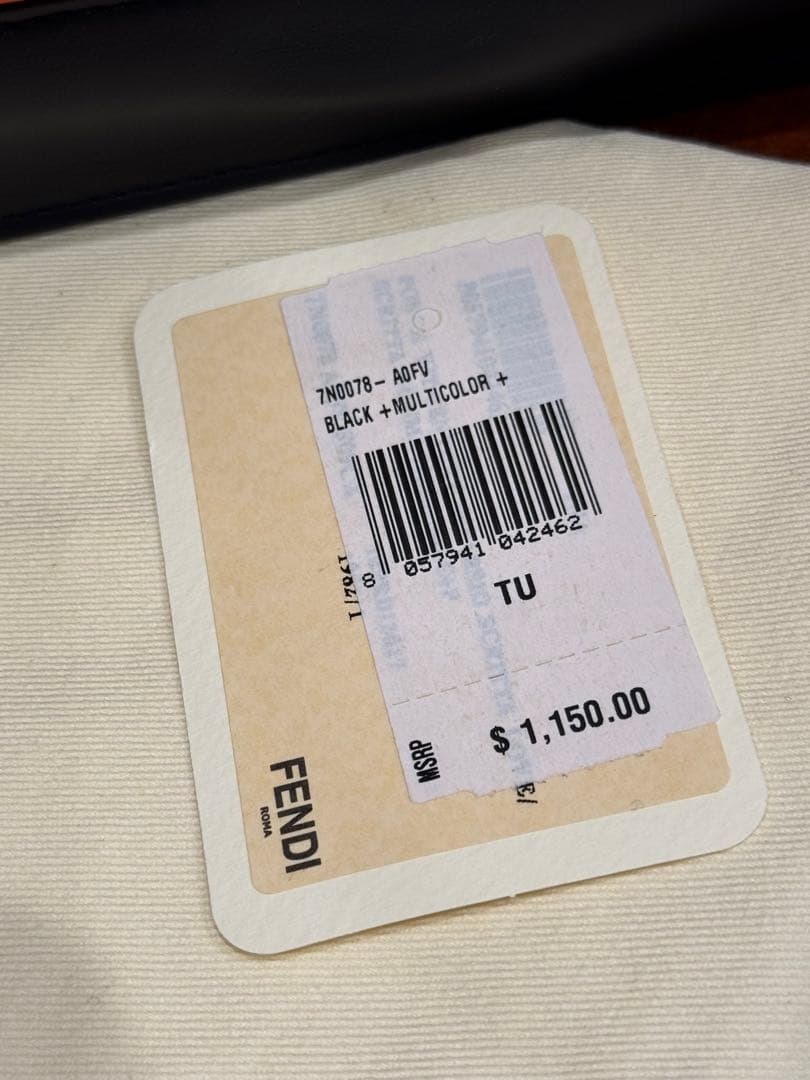 7N0078- A0FV
BLACK +MULTICOLOR +
8 057941 042462
TU
MSRP $ 1,150.00
FENDI
ROMA